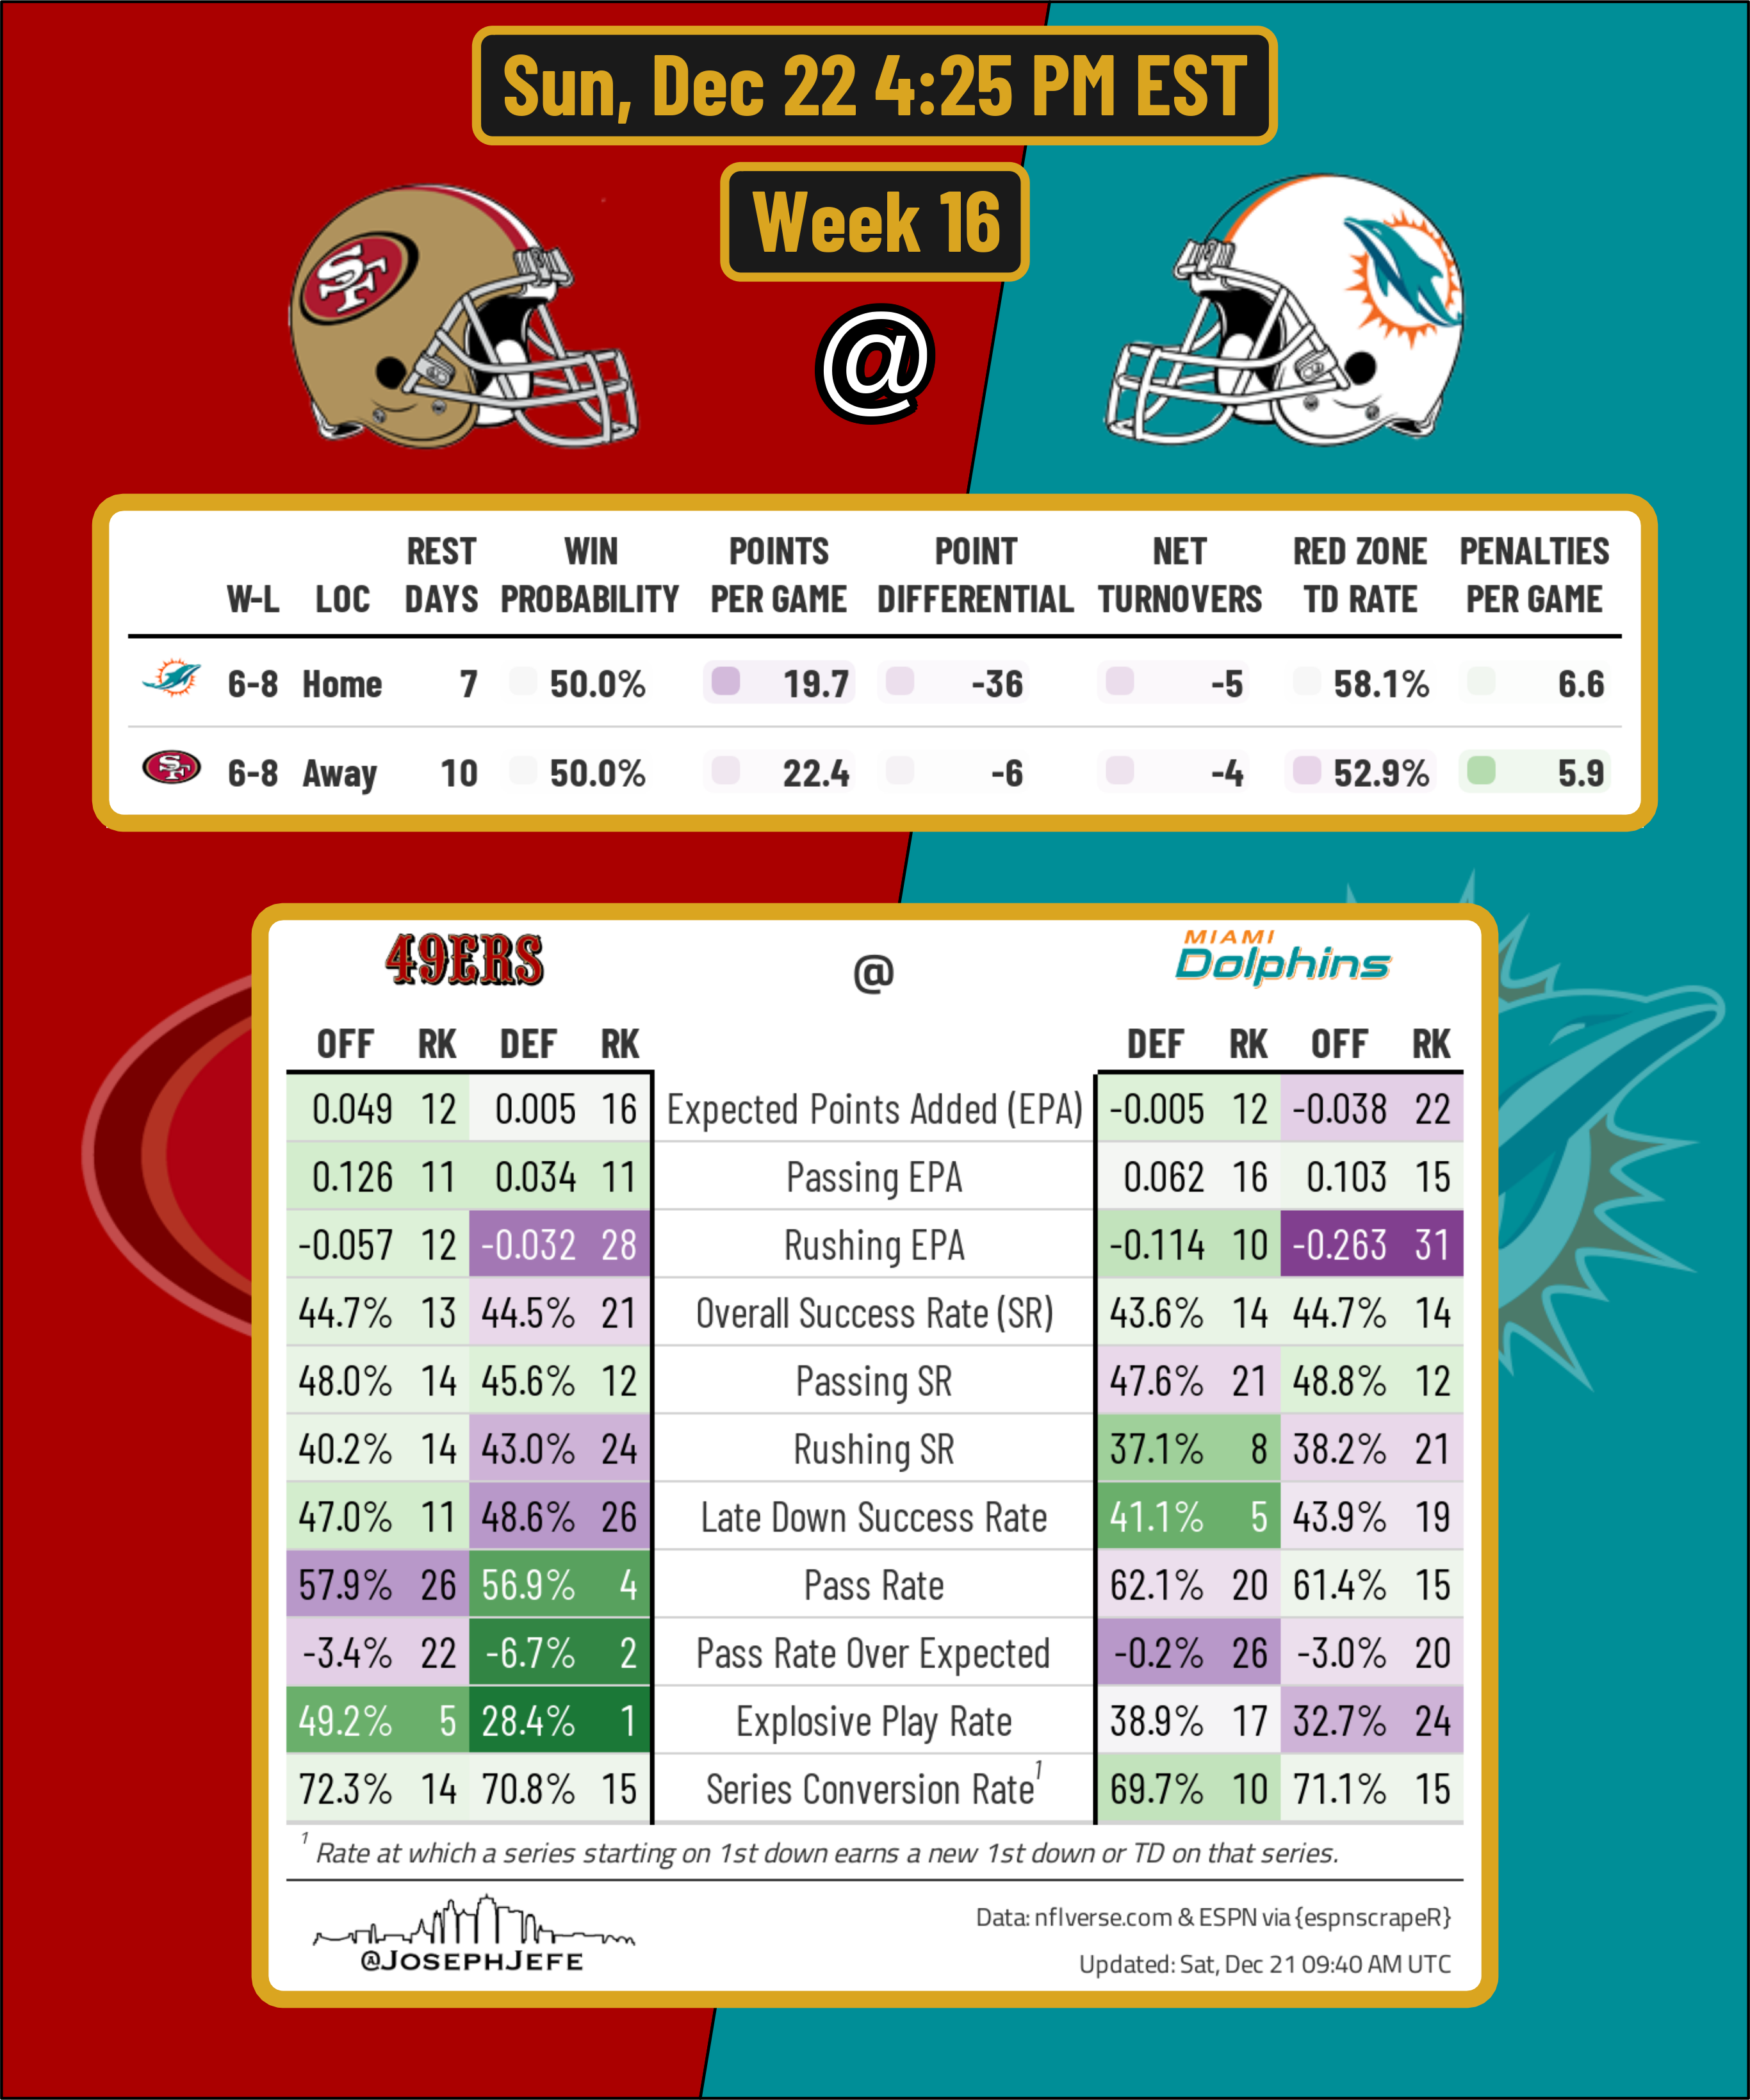 Sun, Dec 22 4:25 PM EST
Week 16
SF
@
W-L LOC REST DAYS WIN PROBABILITY POINTS PER GAME POINT DIFFERENTIAL NET TURNOVERS RED ZONE TD RATE PENALTIES PER GAME
6-8 Home 7 50.0% 19.7 -36 -5 58.1% 6.6
SF 6-8 Away 10 50.0% 22.4 -6 -4 52.9% 5.9
49ERS @ MIAMI Dolphins
OFF RK DEF RK DEF RK OFF RK
0.049 12 0.005 16 Expected Points Added (EPA) -0.005 12 -0.038 22
0.126 11 0.034 11 Passing EPA 0.062 16 0.103 15
-0.057 12 -0.032 28 Rushing EPA -0.114 10 -0.263 31
44.7% 13 44.5% 21 Overall Success Rate (SR) 43.6% 14 44.7% 14
48.0% 14 45.6% 12 Passing SR 47.6% 21 48.8% 12
40.2% 14 43.0% 24 Rushing SR 37.1% 8 38.2% 21
47.0% 11 48.6% 26 Late Down Success Rate 41.1% 5 43.9% 19
57.9% 26 56.9% 4 Pass Rate 62.1% 20 61.4% 15
-3.4% 22 -6.7% 2 Pass Rate Over Expected -0.2% 26 -3.0% 20
49.2% 5 28.4% 1 Explosive Play Rate 38.9% 17 32.7% 24
72.3% 14 70.8% 15 Series Conversion Rate¹ 69.7% 10 71.1% 15
¹ Rate at which a series starting on 1st down earns a new 1st down or TD on that series.
@JOSEPHJEFE
Data: nflverse.com & ESPN via {espnscrapeR}
Updated: Sat, Dec 21 09:40 AM UTC